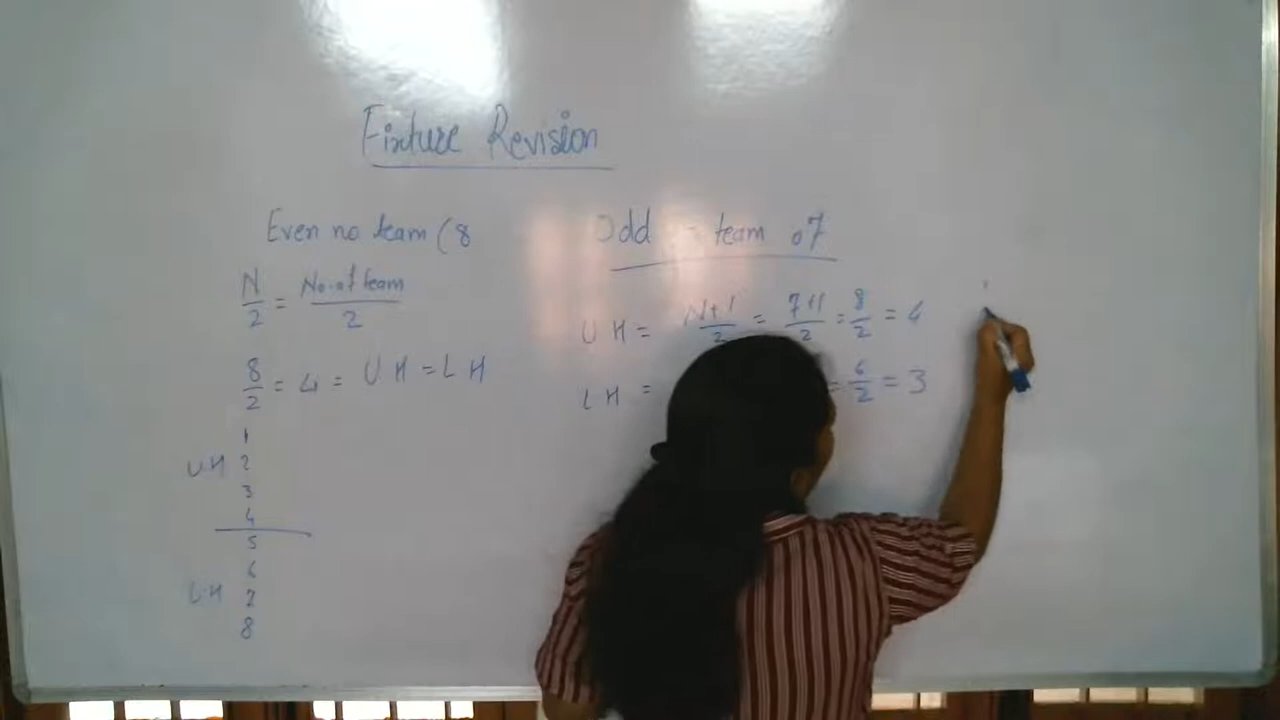 Fixture Revision
Even no team (8
N/2 = No. of team/2
8/2 = 4 = U H = L H
1
U.H 2
3
4
5
6
L.H 7
8
Odd team of 7
U H = N+1/2 = 7+1/2 = 8/2 = 4
L H = = 6/2 = 3